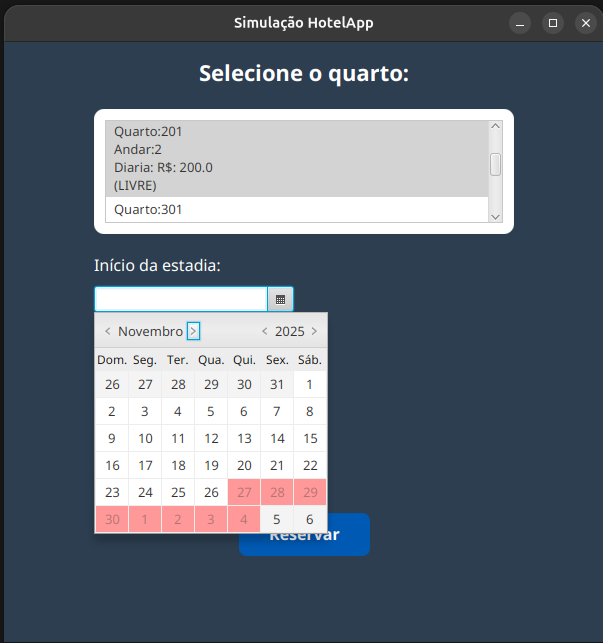 Simulação HotelApp
Selecione o quarto:
Quarto:201
Andar:2
Diaria: R$: 200.0
(LIVRE)
Quarto:301
Início da estadia:
Novembro 2025
Dom. Seg. Ter. Qua. Qui. Sex. Sáb.
26 27 28 29 30 31 1
2 3 4 5 6 7 8
9 10 11 12 13 14 15
16 17 18 19 20 21 22
23 24 25 26 27 28 29
30 1 2 3 4 5 6
Reservar